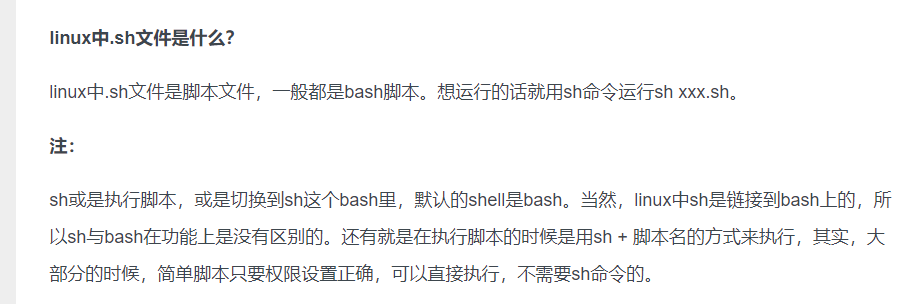 linux中.sh文件是什么？
linux中.sh文件是脚本文件，一般都是bash脚本。想运行的话就用sh命令运行sh xxx.sh。
注：
sh或是执行脚本，或是切换到sh这个bash里，默认的shell是bash。当然，linux中sh是链接到bash上的，所
以sh与bash在功能上是没有区别的。还有就是在执行脚本的时候是用sh + 脚本名的方式来执行，其实，大
部分的时候，简单脚本只要权限设置正确，可以直接执行，不需要sh命令的。